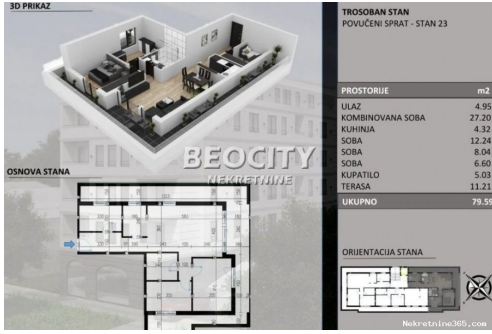 3D PRIKAZ
TROSOBAN STAN
POVUČENI SPRAT - STAN 23
PROSTORIJE m2
ULAZ 4.95
KOMBINOVANA SOBA 27.20
KUHINJA 4.32
SOBA 12.24
SOBA 8.04
SOBA 6.60
KUPATILO 5.03
TERASA 11.21
UKUPNO 79.59
BEOCITY
NEKRETNINE
OSNOVA STANA
ORIJENTACIJA STANA
Nekretnine365.com